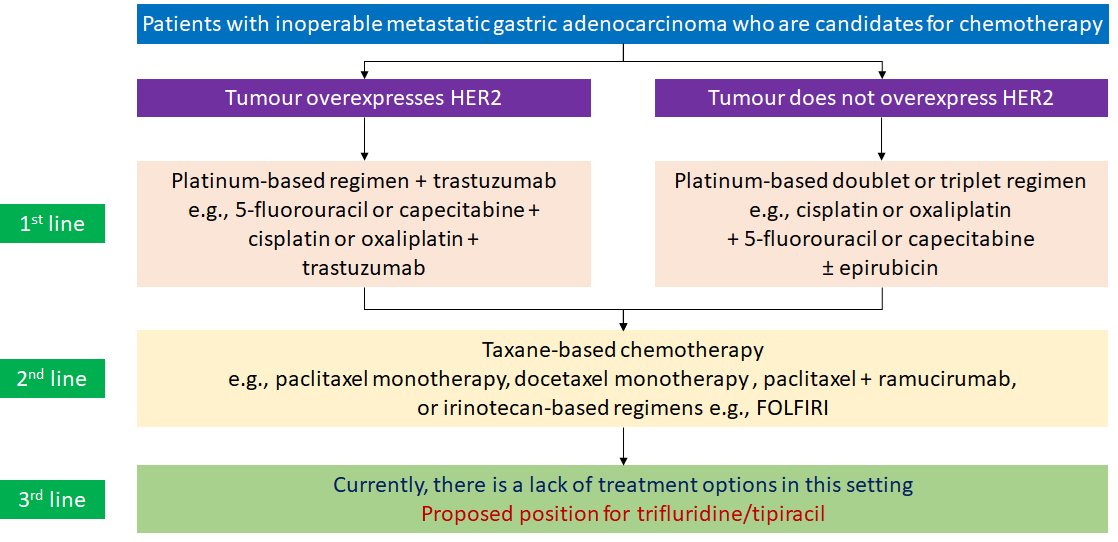 Patients with inoperable metastatic gastric adenocarcinoma who are candidates for chemotherapy
Tumour overexpresses HER2
Tumour does not overexpress HER2
1st line
Platinum-based regimen + trastuzumab
e.g., 5-fluorouracil or capecitabine +
cisplatin or oxaliplatin +
trastuzumab
Platinum-based doublet or triplet regimen
e.g., cisplatin or oxaliplatin
+ 5-fluorouracil or capecitabine
± epirubicin
2nd line
Taxane-based chemotherapy
e.g., paclitaxel monotherapy, docetaxel monotherapy , paclitaxel + ramucirumab,
or irinotecan-based regimens e.g., FOLFIRI
3rd line
Currently, there is a lack of treatment options in this setting
Proposed position for trifluridine/tipiracil